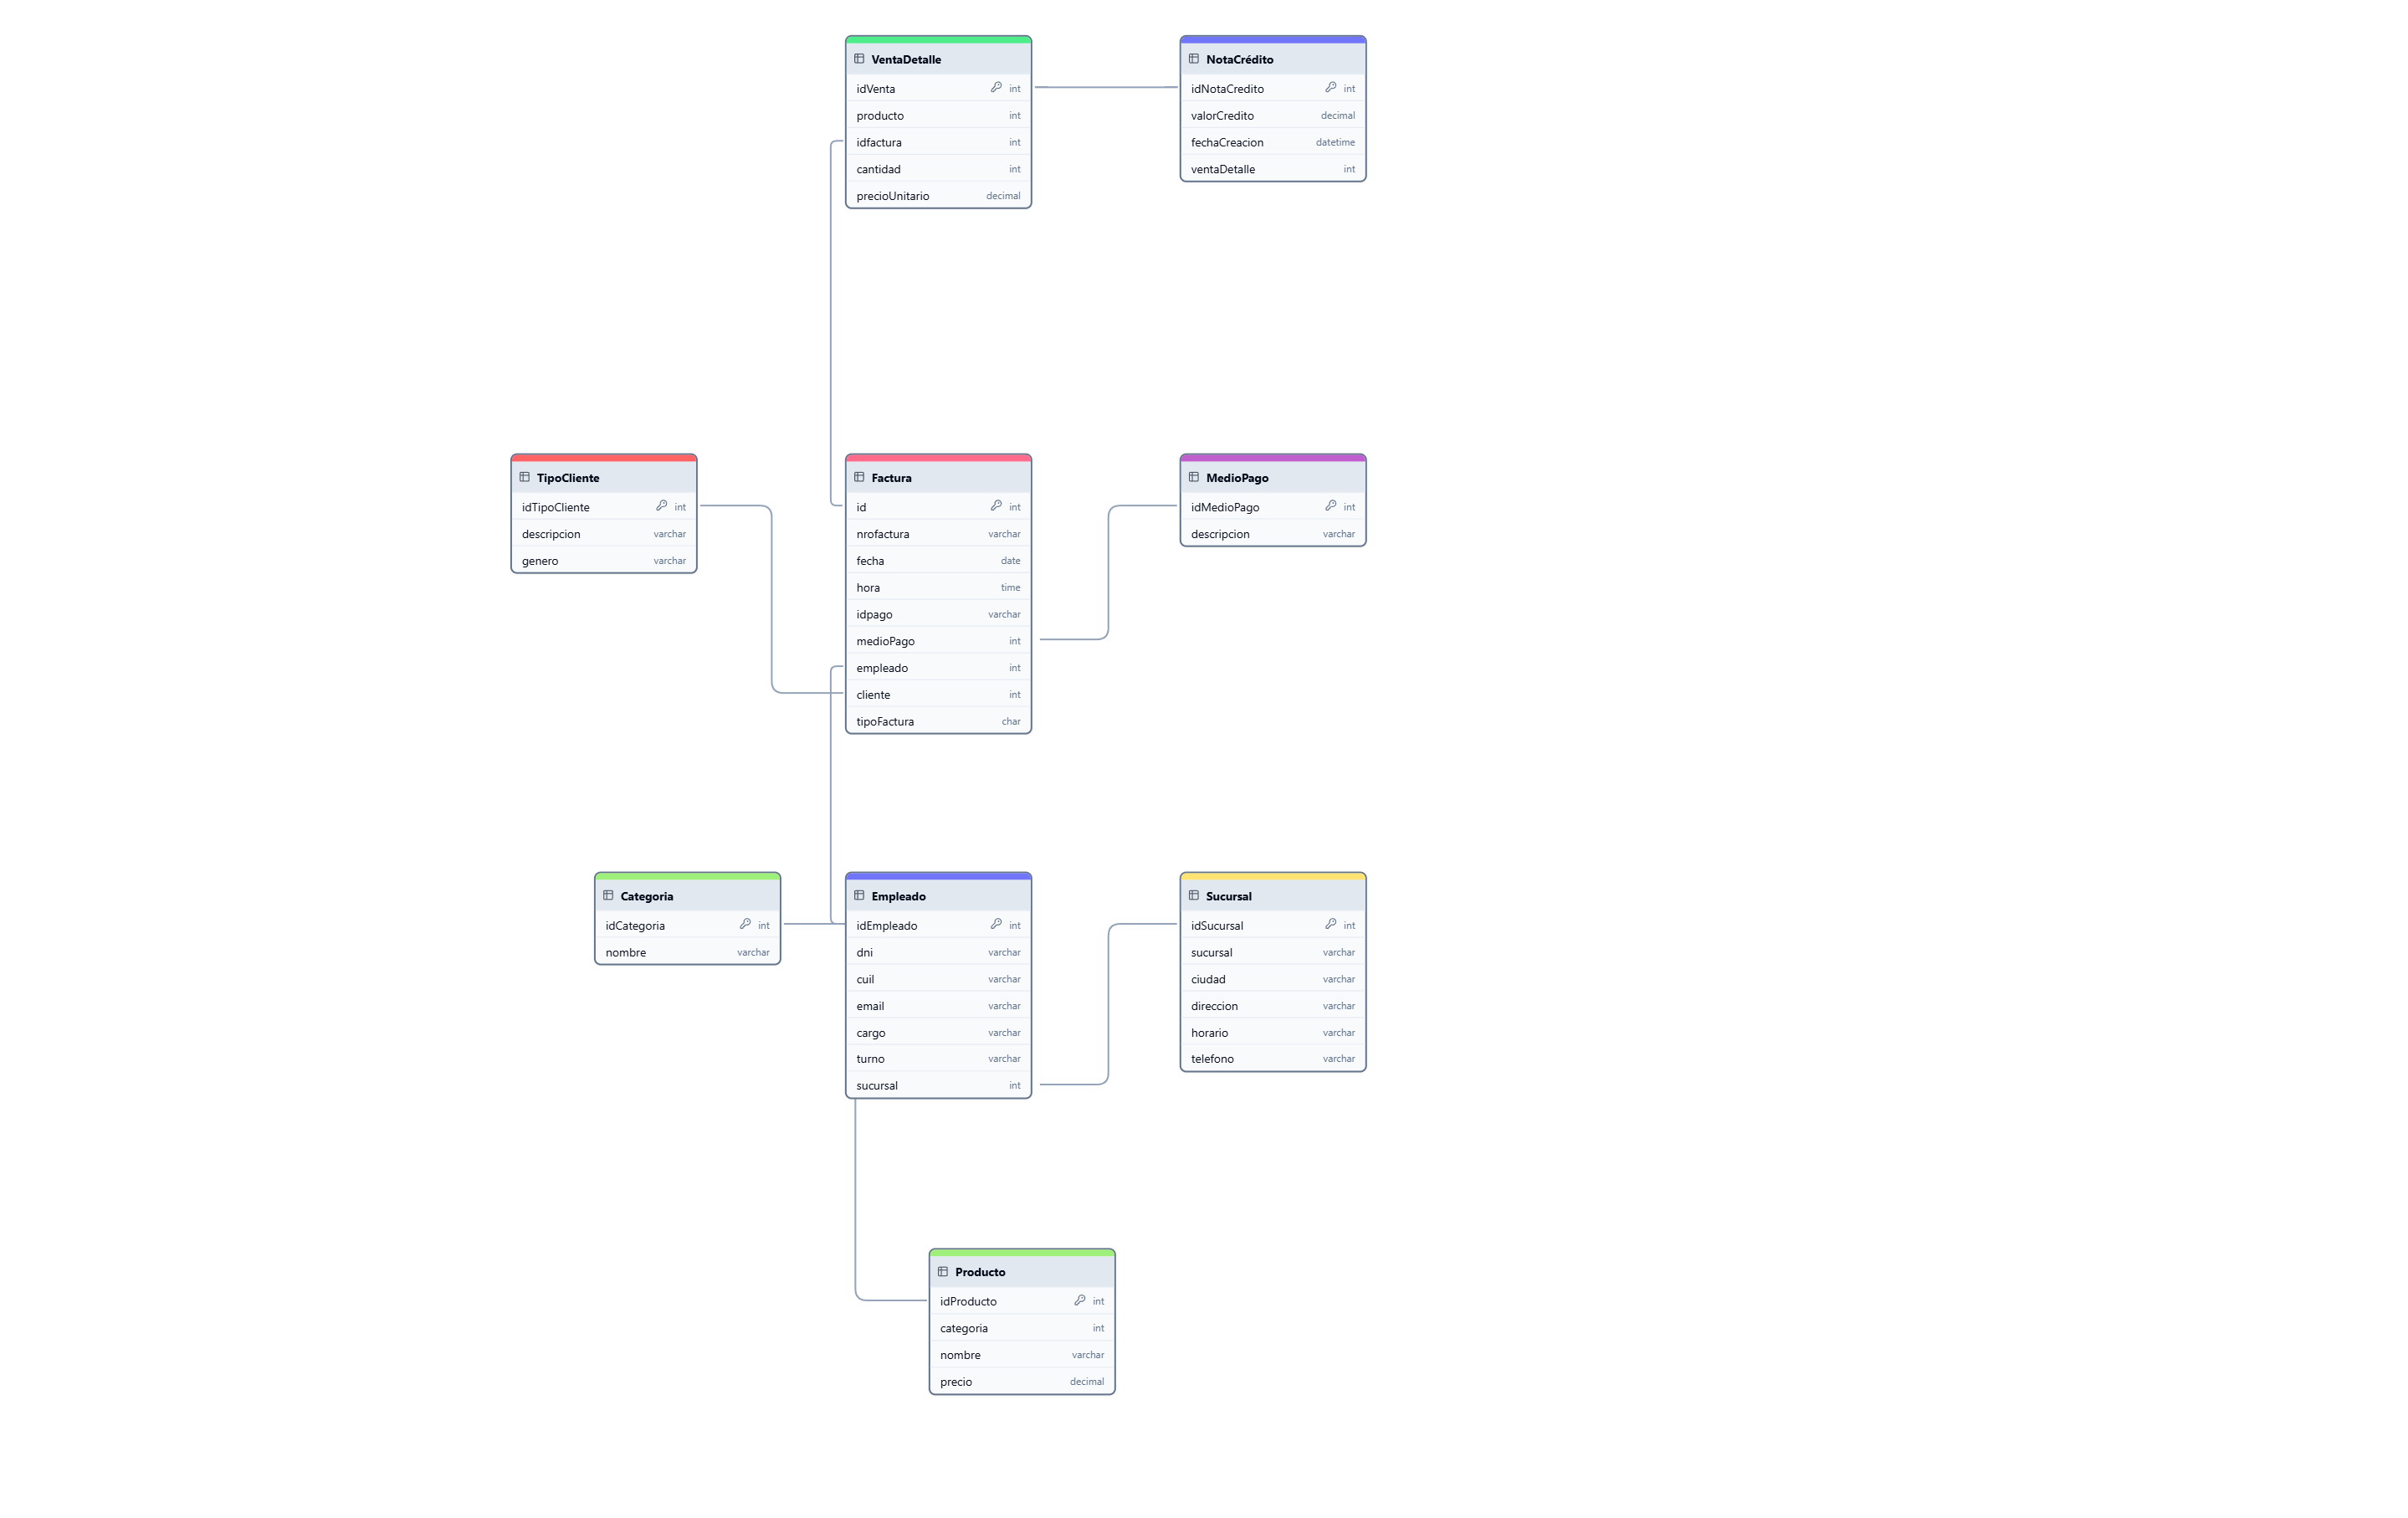 VentaDetalle
idVenta int
producto int
idfactura int
cantidad int
precioUnitario decimal
NotaCrédito
idNotaCredito int
valorCredito decimal
fechaCreacion datetime
ventaDetalle int
TipoCliente
idTipoCliente int
descripcion varchar
genero varchar
Factura
id int
nrofactura varchar
fecha date
hora time
idpago varchar
medioPago int
empleado int
cliente int
tipoFactura char
MedioPago
idMedioPago int
descripcion varchar
Categoria
idCategoria int
nombre varchar
Empleado
idEmpleado int
dni varchar
cuil varchar
email varchar
cargo varchar
turno varchar
sucursal int
Sucursal
idSucursal int
sucursal varchar
ciudad varchar
direccion varchar
horario varchar
telefono varchar
Producto
idProducto int
categoria int
nombre varchar
precio decimal